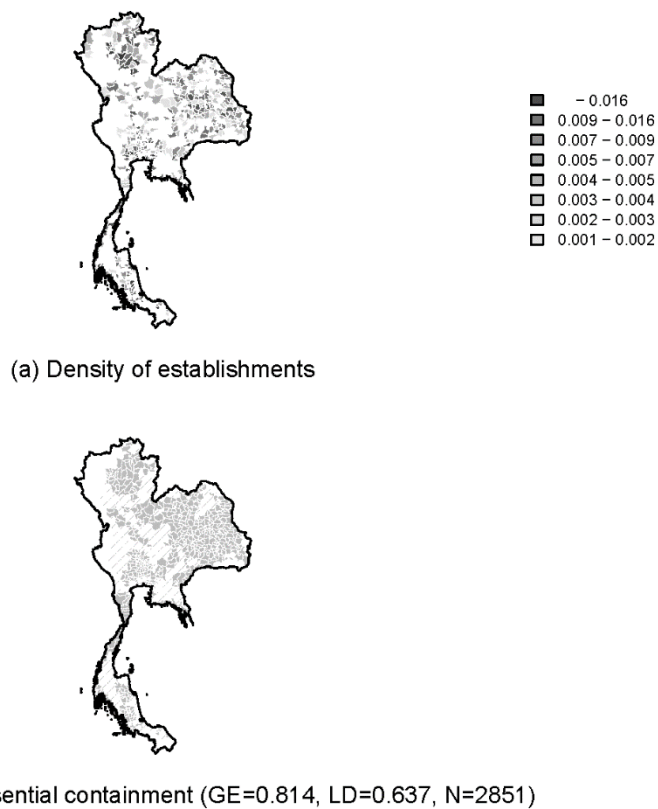 − 0.016
0.009 − 0.016
0.007 − 0.009
0.005 − 0.007
0.004 − 0.005
0.003 − 0.004
0.002 − 0.003
0.001 − 0.002
(a) Density of establishments
sential containment (GE=0.814, LD=0.637, N=2851)